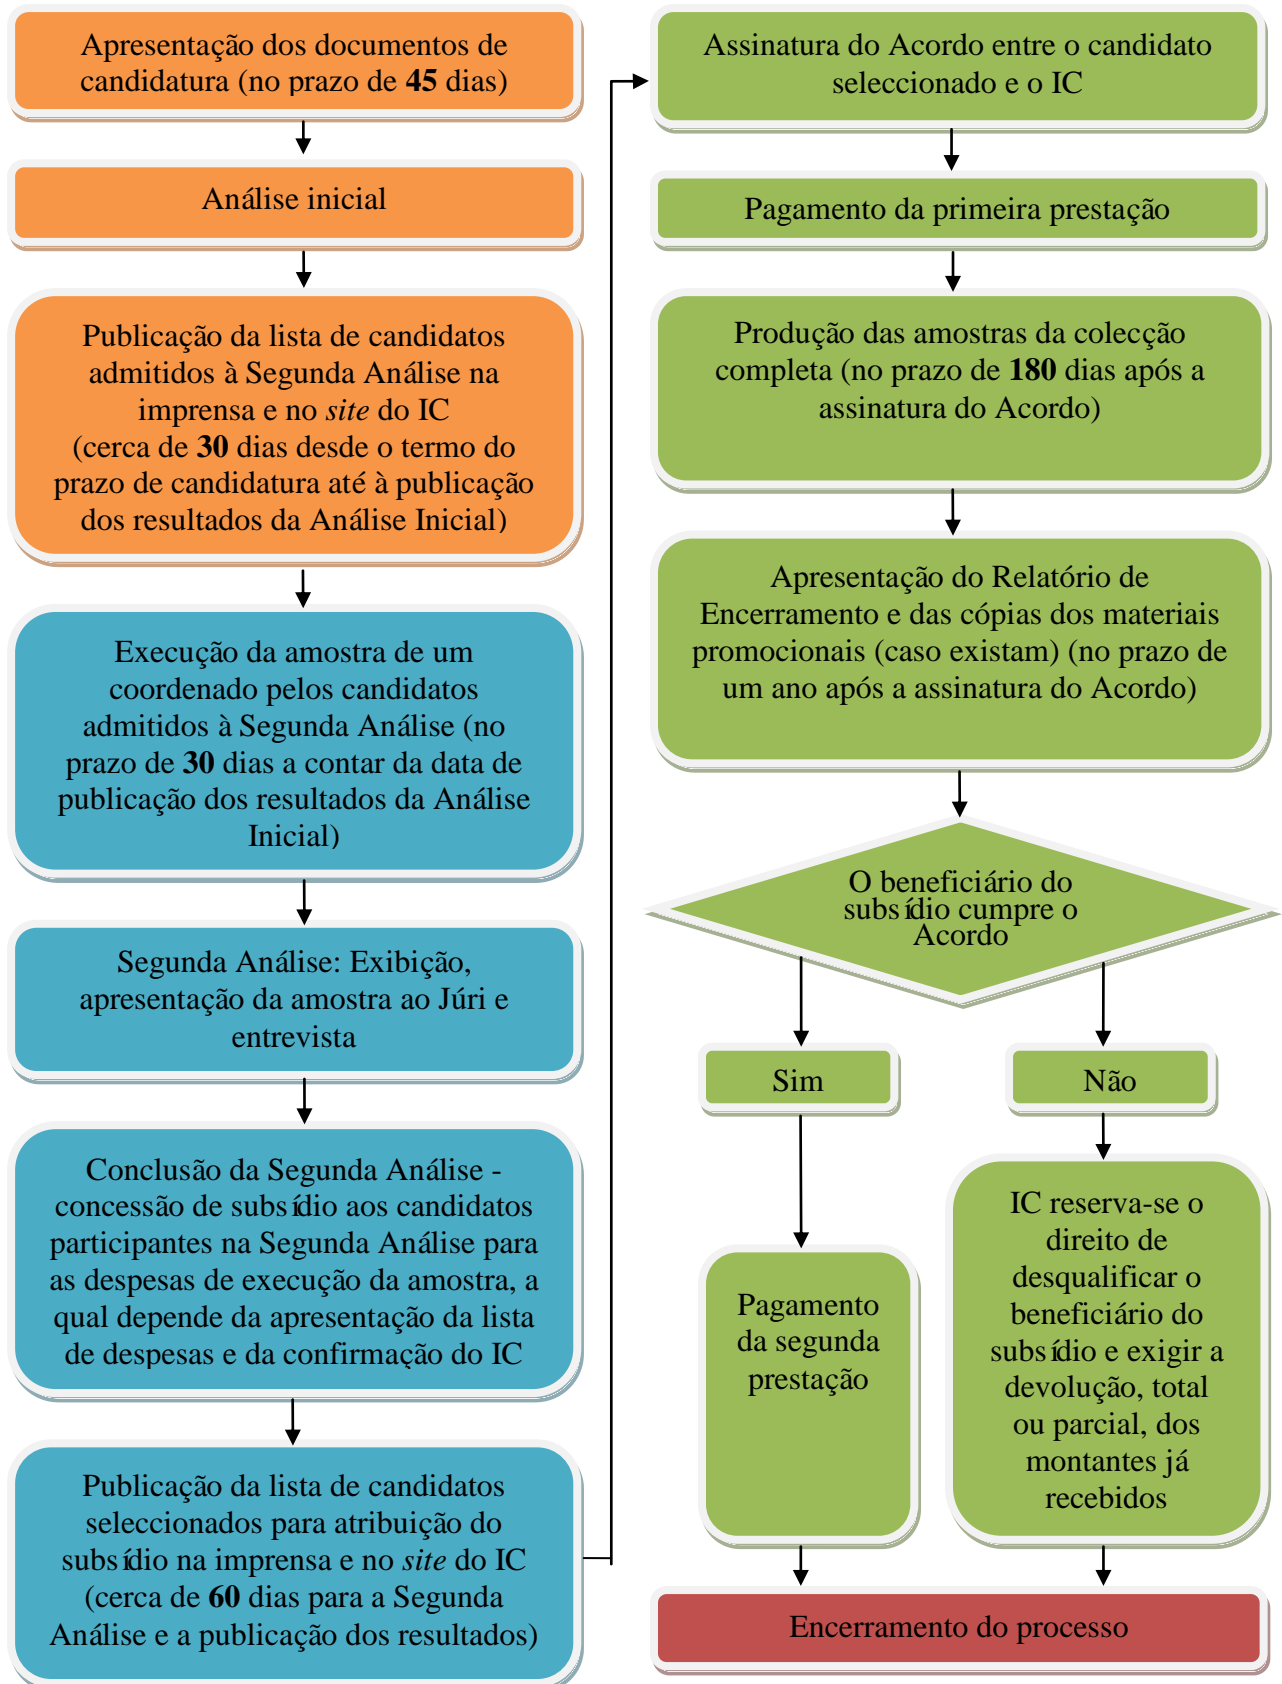 Apresentação dos documentos de
candidatura (no prazo de 45 dias)
Análise inicial
Publicação da lista de candidatos
admitidos à Segunda Análise na
imprensa e no site do IC
(cerca de 30 dias desde o termo do
prazo de candidatura até à publicação
dos resultados da Análise Inicial)
Execução da amostra de um
coordenado pelos candidatos
admitidos à Segunda Análise (no
prazo de 30 dias a contar da data de
publicação dos resultados da Análise
Inicial)
Segunda Análise: Exibição,
apresentação da amostra ao Júri e
entrevista
Conclusão da Segunda Análise -
concessão de subsídio aos candidatos
participantes na Segunda Análise para
as despesas de execução da amostra, a
qual depende da apresentação da lista
de despesas e da confirmação do IC
Publicação da lista de candidatos
seleccionados para atribuição do
subsídio na imprensa e no site do IC
(cerca de 60 dias para a Segunda
Análise e a publicação dos resultados)
Assinatura do Acordo entre o candidato
seleccionado e o IC
Pagamento da primeira prestação
Produção das amostras da colecção
completa (no prazo de 180 dias após a
assinatura do Acordo)
Apresentação do Relatório de
Encerramento e das cópias dos materiais
promocionais (caso existam) (no prazo de
um ano após a assinatura do Acordo)
O beneficiário do
subsídio cumpre o
Acordo
Sim
Não
Pagamento
da segunda
prestação
IC reserva-se o
direito de
desqualificar o
beneficiário do
subsídio e exigir a
devolução, total
ou parcial, dos
montantes já
recebidos
Encerramento do processo